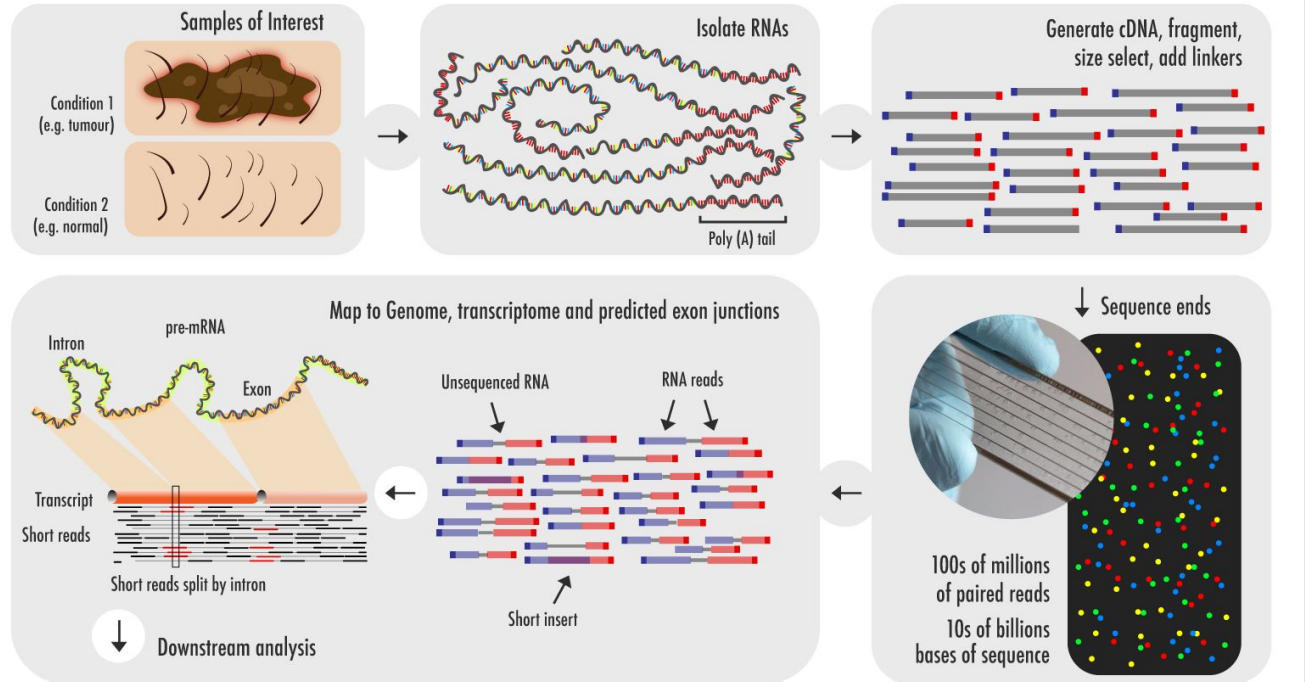 Samples of Interest
Condition 1
(e.g. tumour)
Condition 2
(e.g. normal)
Isolate RNAs
Poly (A) tail
Generate cDNA, fragment,
size select, add linkers
Sequence ends
100s of millions
of paired reads
10s of billions
bases of sequence
Map to Genome, transcriptome and predicted exon junctions
Unsequenced RNA
RNA reads
Short insert
pre-mRNA
Intron
Exon
Transcript
Short reads
Short reads split by intron
Downstream analysis